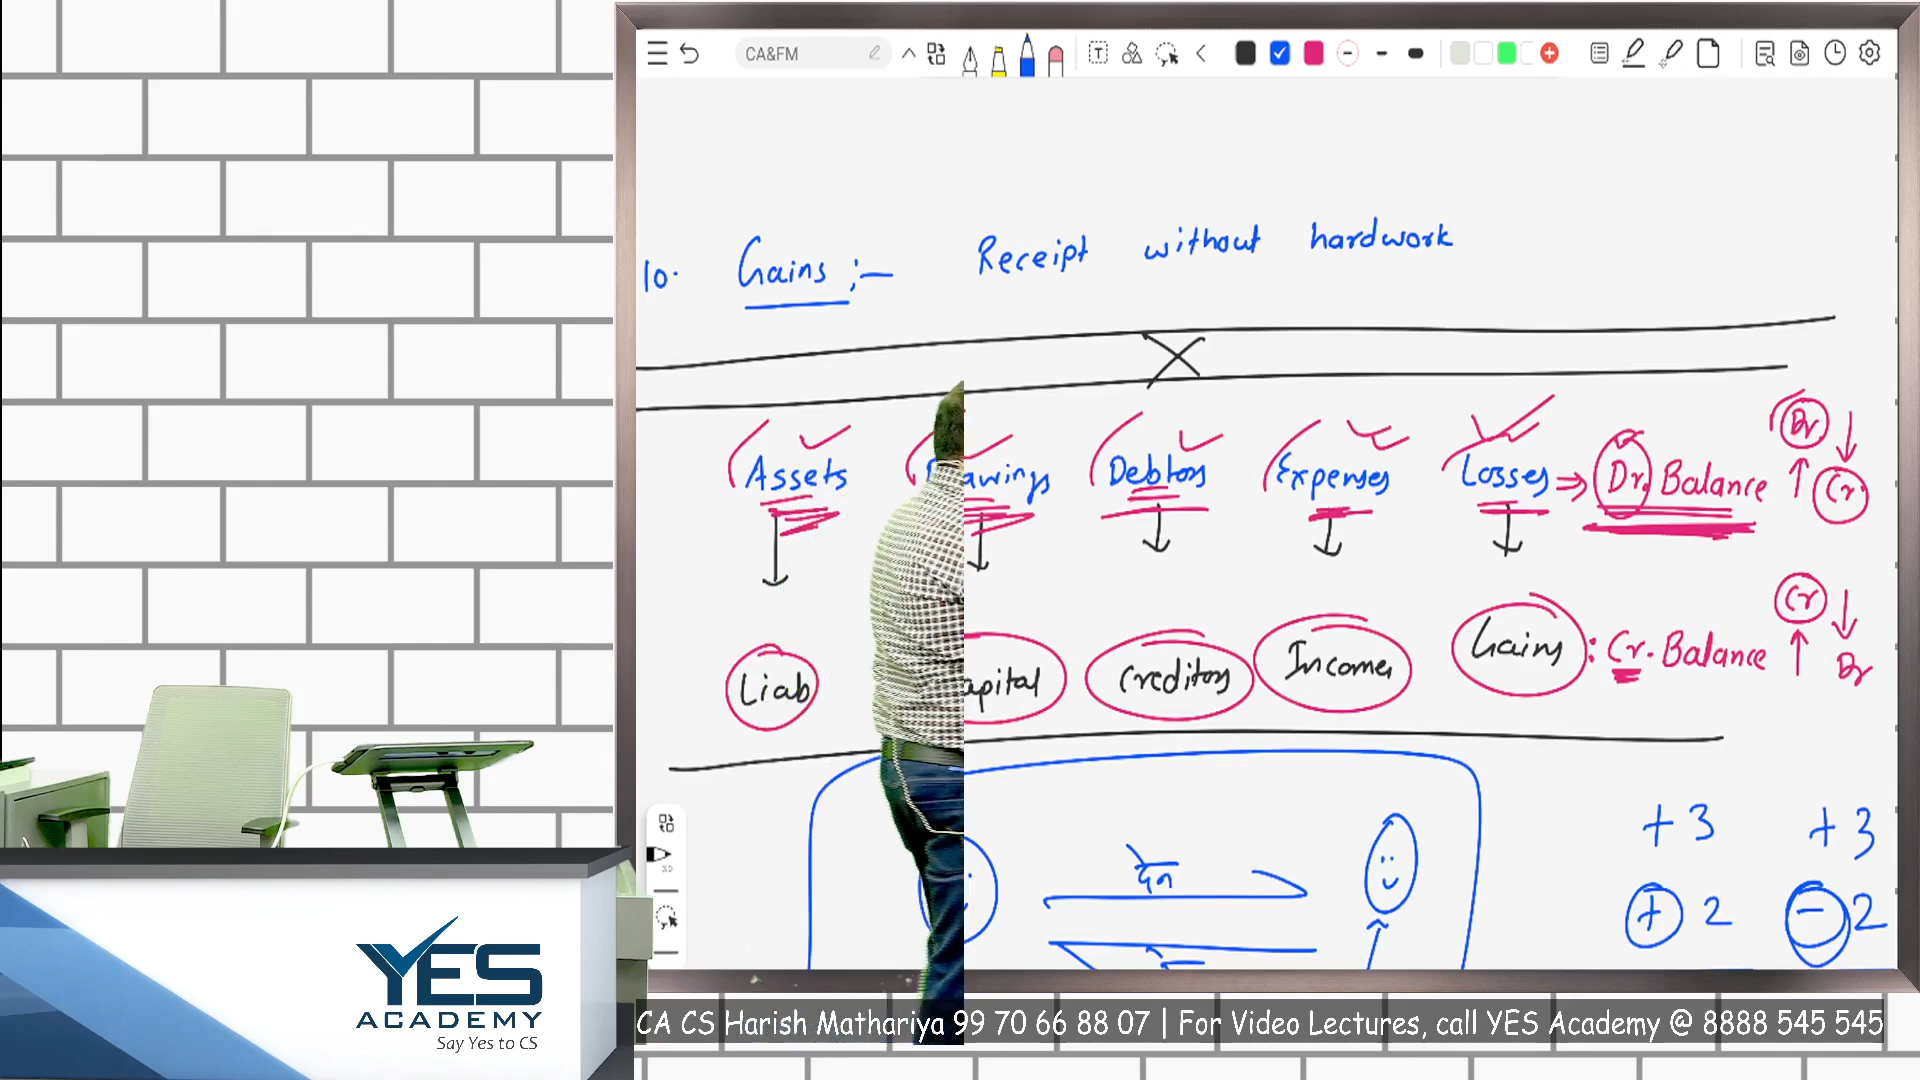 CA&FM
10. Gains :- Receipt without hardwork
Assets awings Debtors Expenses Losses ⇒ Dr. Balance Dr ↓
↑ Cr.
Liab apital Creditors Incomes Gains : Cr. Balance Cr ↓
↑ Dr
+3 +3
+ 2 - 2
YES
ACADEMY
Say Yes to CS
CA CS Harish Mathariya 99 70 66 88 07 | For Video Lectures, call YES Academy @ 8888 545 545